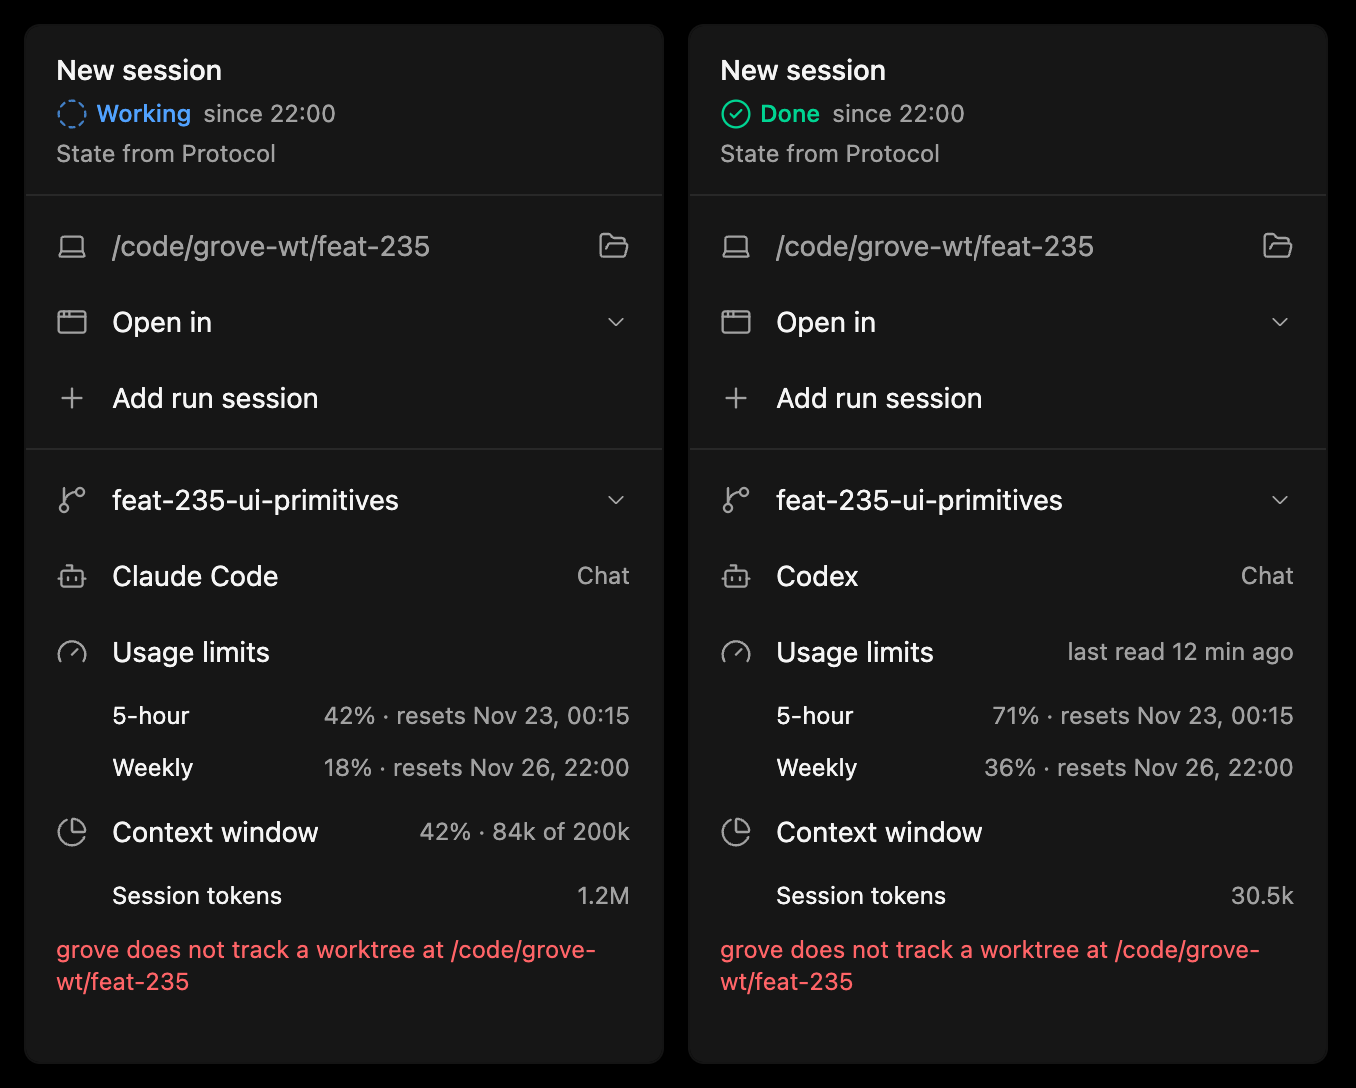 New session
Working since 22:00
State from Protocol
/code/grove-wt/feat-235
Open in
Add run session
feat-235-ui-primitives
Claude Code Chat
Usage limits
5-hour 42% · resets Nov 23, 00:15
Weekly 18% · resets Nov 26, 22:00
Context window 42% · 84k of 200k
Session tokens 1.2M
grove does not track a worktree at /code/grove-
wt/feat-235
New session
Done since 22:00
State from Protocol
/code/grove-wt/feat-235
Open in
Add run session
feat-235-ui-primitives
Codex Chat
Usage limits last read 12 min ago
5-hour 71% · resets Nov 23, 00:15
Weekly 36% · resets Nov 26, 22:00
Context window
Session tokens 30.5k
grove does not track a worktree at /code/grove-
wt/feat-235